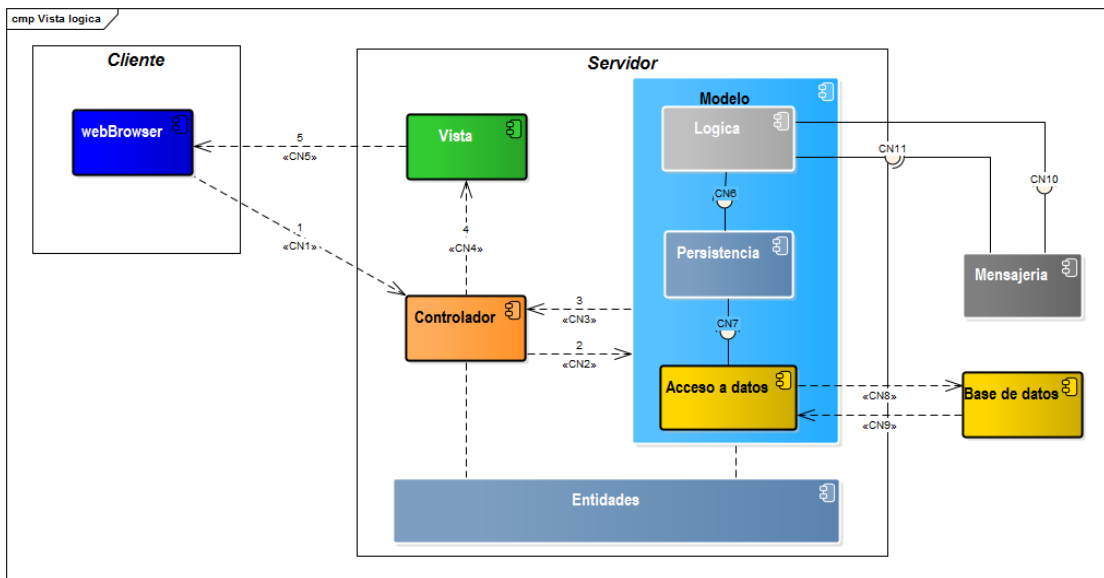 cmp Vista logica
Cliente
Servidor
webBrowser
5
«CN5»
Vista
Modelo
Logica
CN11
CN10
CN6
1
«CN1»
4
«CN4»
Persistencia
Mensajeria
Controlador
3
«CN3»
2
«CN2»
CN7
Acceso a datos
«CN8»
«CN9»
Base de datos
Entidades